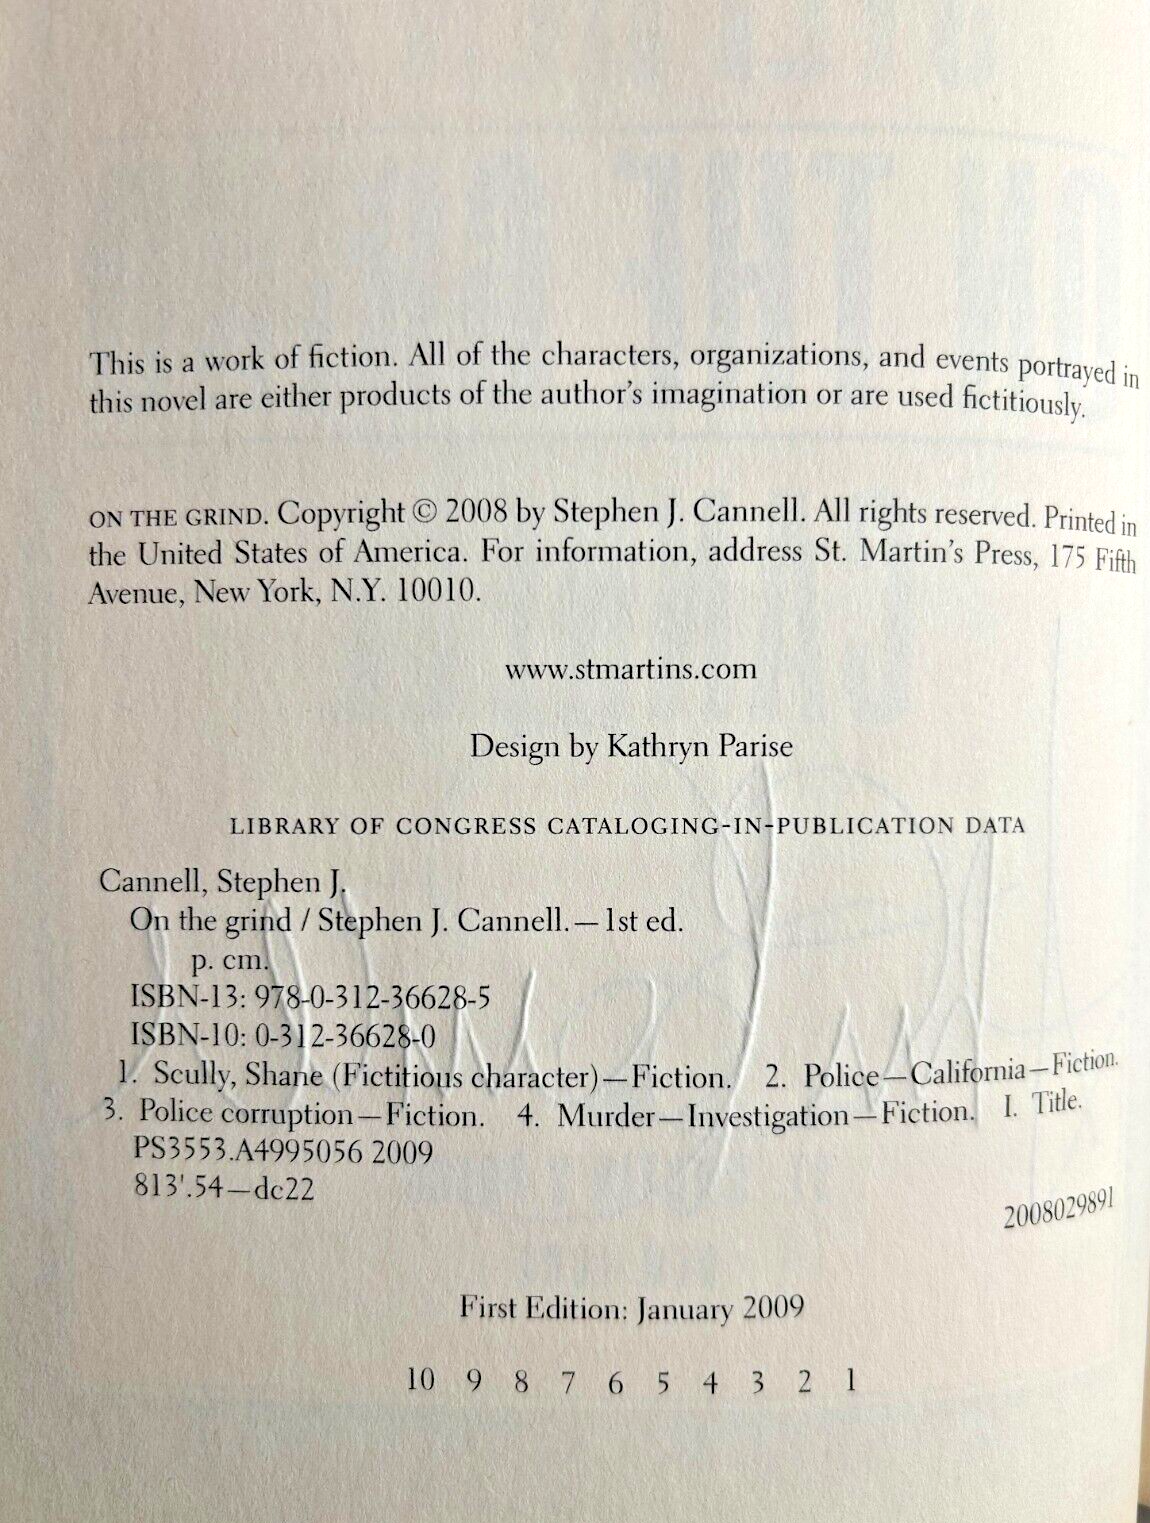 This is a work of fiction. All of the characters, organizations, and events portrayed in
this novel are either products of the author's imagination or are used fictitiously.
ON THE GRIND. Copyright © 2008 by Stephen J. Cannell. All rights reserved. Printed in
the United States of America. For information, address St. Martin's Press, 175 Fifth
Avenue, New York, N.Y. 10010.
www.stmartins.com
Design by Kathryn Parise
LIBRARY OF CONGRESS CATALOGING-IN-PUBLICATION DATA
Cannell, Stephen J.
On the grind / Stephen J. Cannell.—1st ed.
p. cm.
ISBN-13: 978-0-312-36628-5
ISBN-10: 0-312-36628-0
1. Scully, Shane (Fictitious character)—Fiction. 2. Police—California—Fiction.
3. Police corruption—Fiction. 4. Murder—Investigation—Fiction. I. Title.
PS3553.A4995056 2009
813'.54—dc22
2008029891
First Edition: January 2009
10 9 8 7 6 5 4 3 2 1